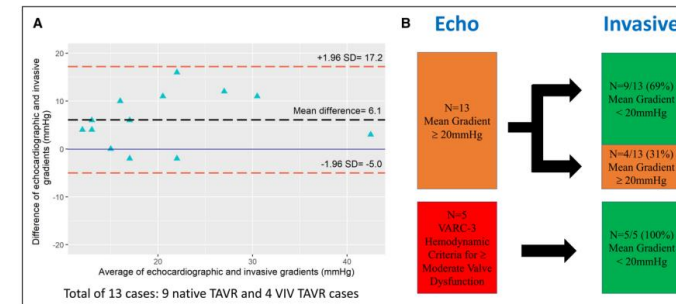 A
20
10
0
-10
-20
+1.96 SD= 17.2
Mean difference= 6.1
-1.96 SD= -5.0
Difference of echocardiographic and invasive
gradients (mmHg)
20
30
40
Average of echocardiographic and invasive gradients (mmHg)
Total of 13 cases: 9 native TAVR and 4 VIV TAVR cases
B
Echo
Invasive
N=13
Mean Gradient
≥ 20mmHg
N=9/13 (69%)
Mean Gradient
< 20mmHg
N=4/13 (31%)
Mean Gradient
≥ 20mmHg
N=5
VARC-3
Hemodynamic
Criteria for ≥
Moderate Valve
Dysfunction
N=5/5 (100%)
Mean Gradient
< 20mmHg